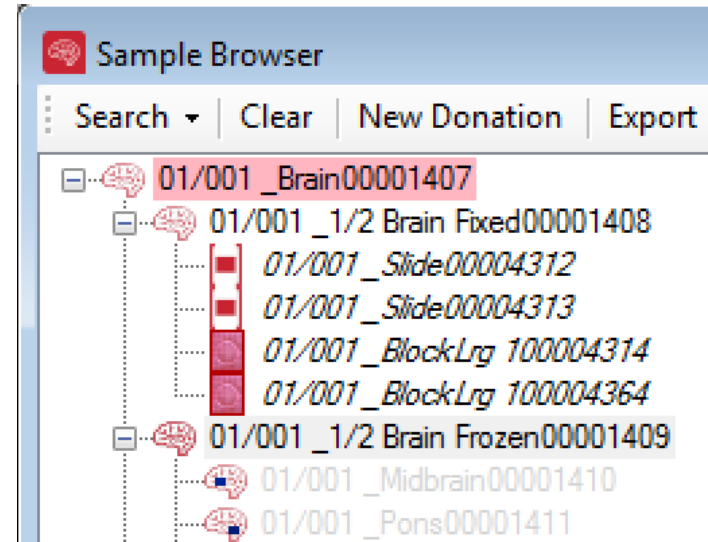 Sample Browser
Search Clear New Donation Export
01/001 _Brain00001407
01/001 _1/2 Brain Fixed00001408
01/001 _Slide00004312
01/001 _Slide00004313
01/001 _BlockLrg 100004314
01/001 _BlockLrg 100004364
01/001 _1/2 Brain Frozen00001409
01/001 _Midbrain00001410
01/001 _Pons00001411